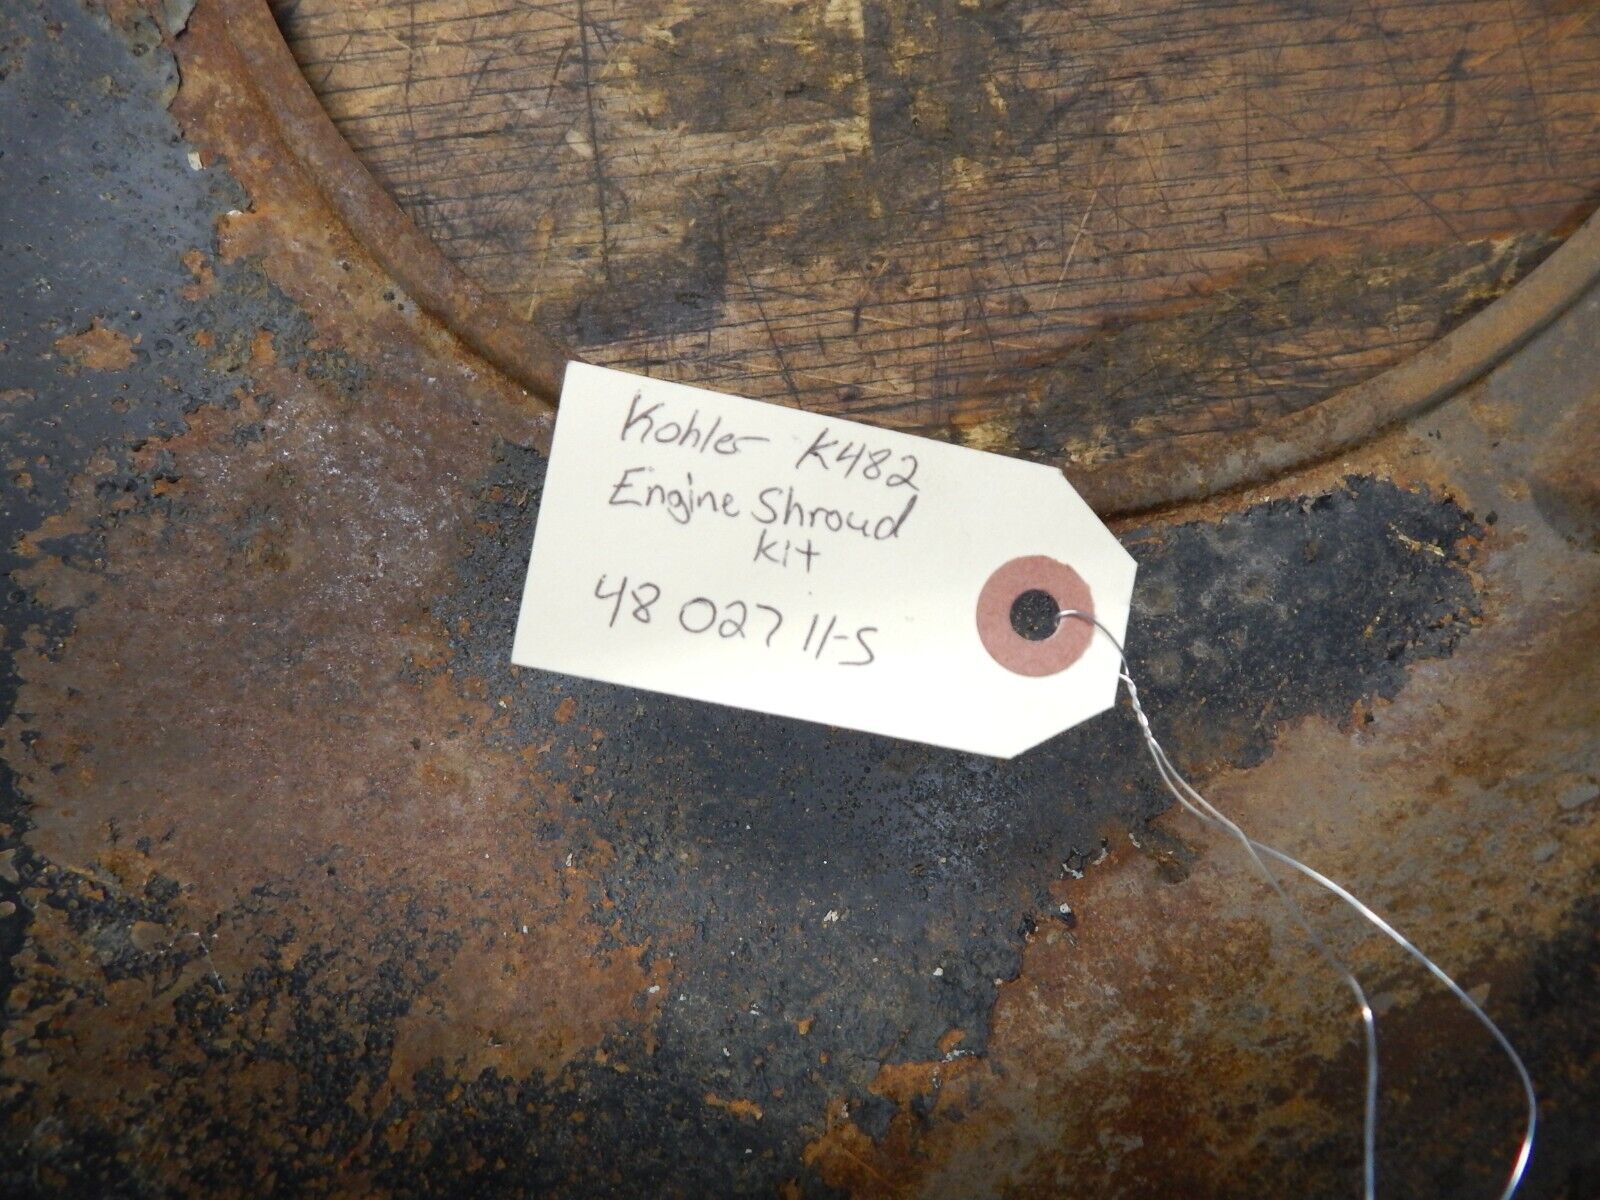 Kohler K482
Engine Shroud
Kit
48 027 11-S